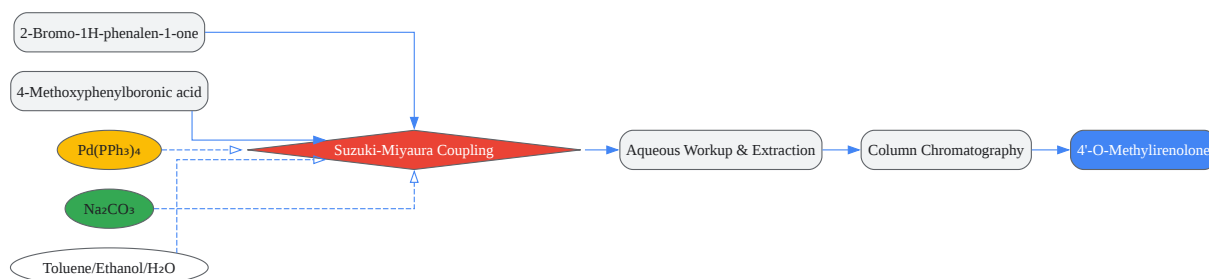 2-Bromo-1H-phenalen-1-one
4-Methoxyphenylboronic acid
Pd(PPh₃)₄
Suzuki-Miyaura Coupling
Aqueous Workup & Extraction
Column Chromatography
4'-O-Methylirenolone
Na₂CO₃
Toluene/Ethanol/H₂O